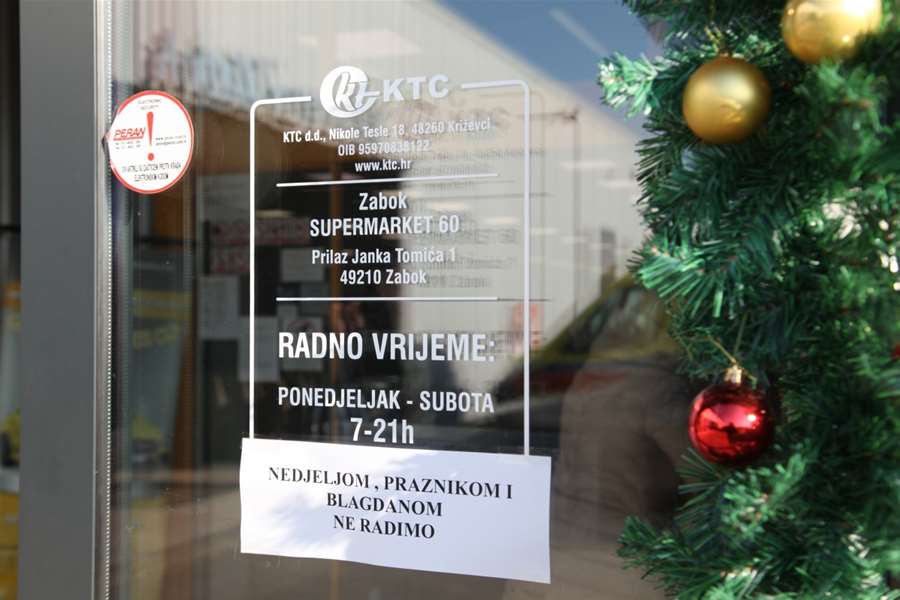 KTC
KTC d.d., Nikole Tesle 18, 48260 Križevci
OIB 95970838122
www.ktc.hr
Zabok
SUPERMARKET 60
Prilaz Janka Tomića 1
49210 Zabok
RADNO VRIJEME:
PONEDJELJAK - SUBOTA
7-21h
NEDJELJOM , PRAZNIKOM I
BLAGDANOM
NE RADIMO
PERAN